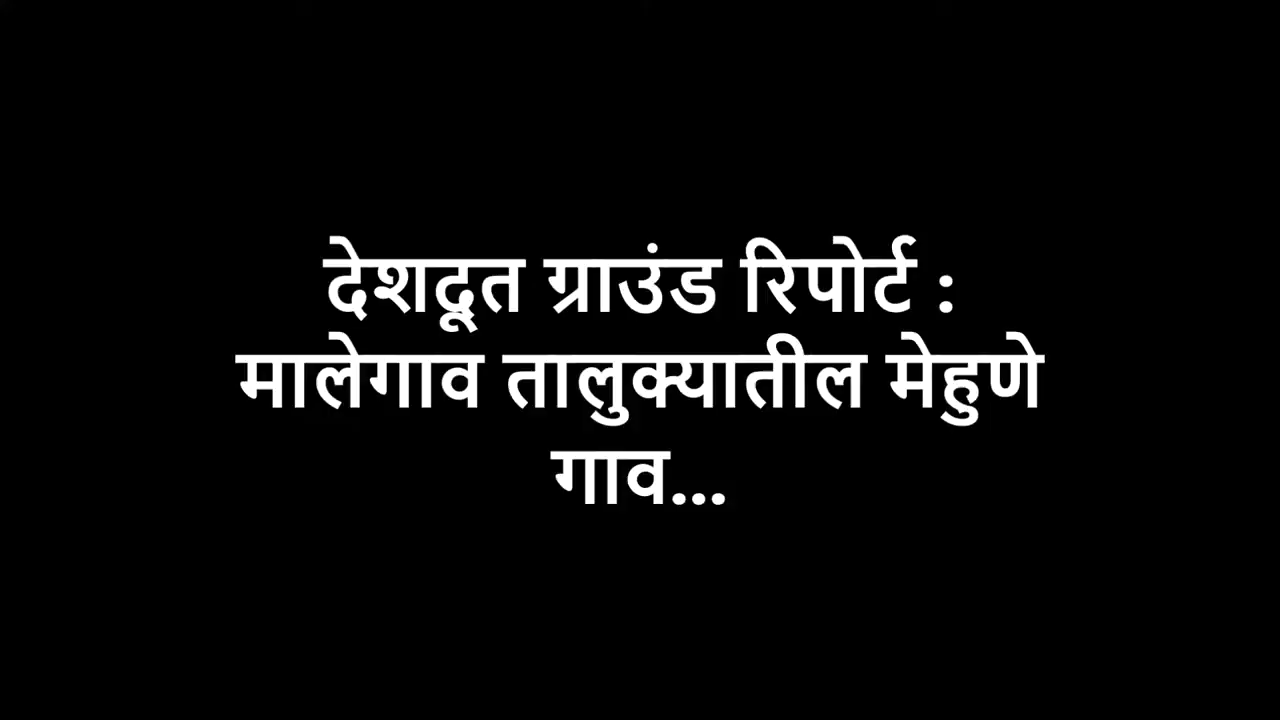 देशदूत ग्राउंड रिपोर्ट :
मालेगाव तालुक्यातील मेहुणे
गाव...